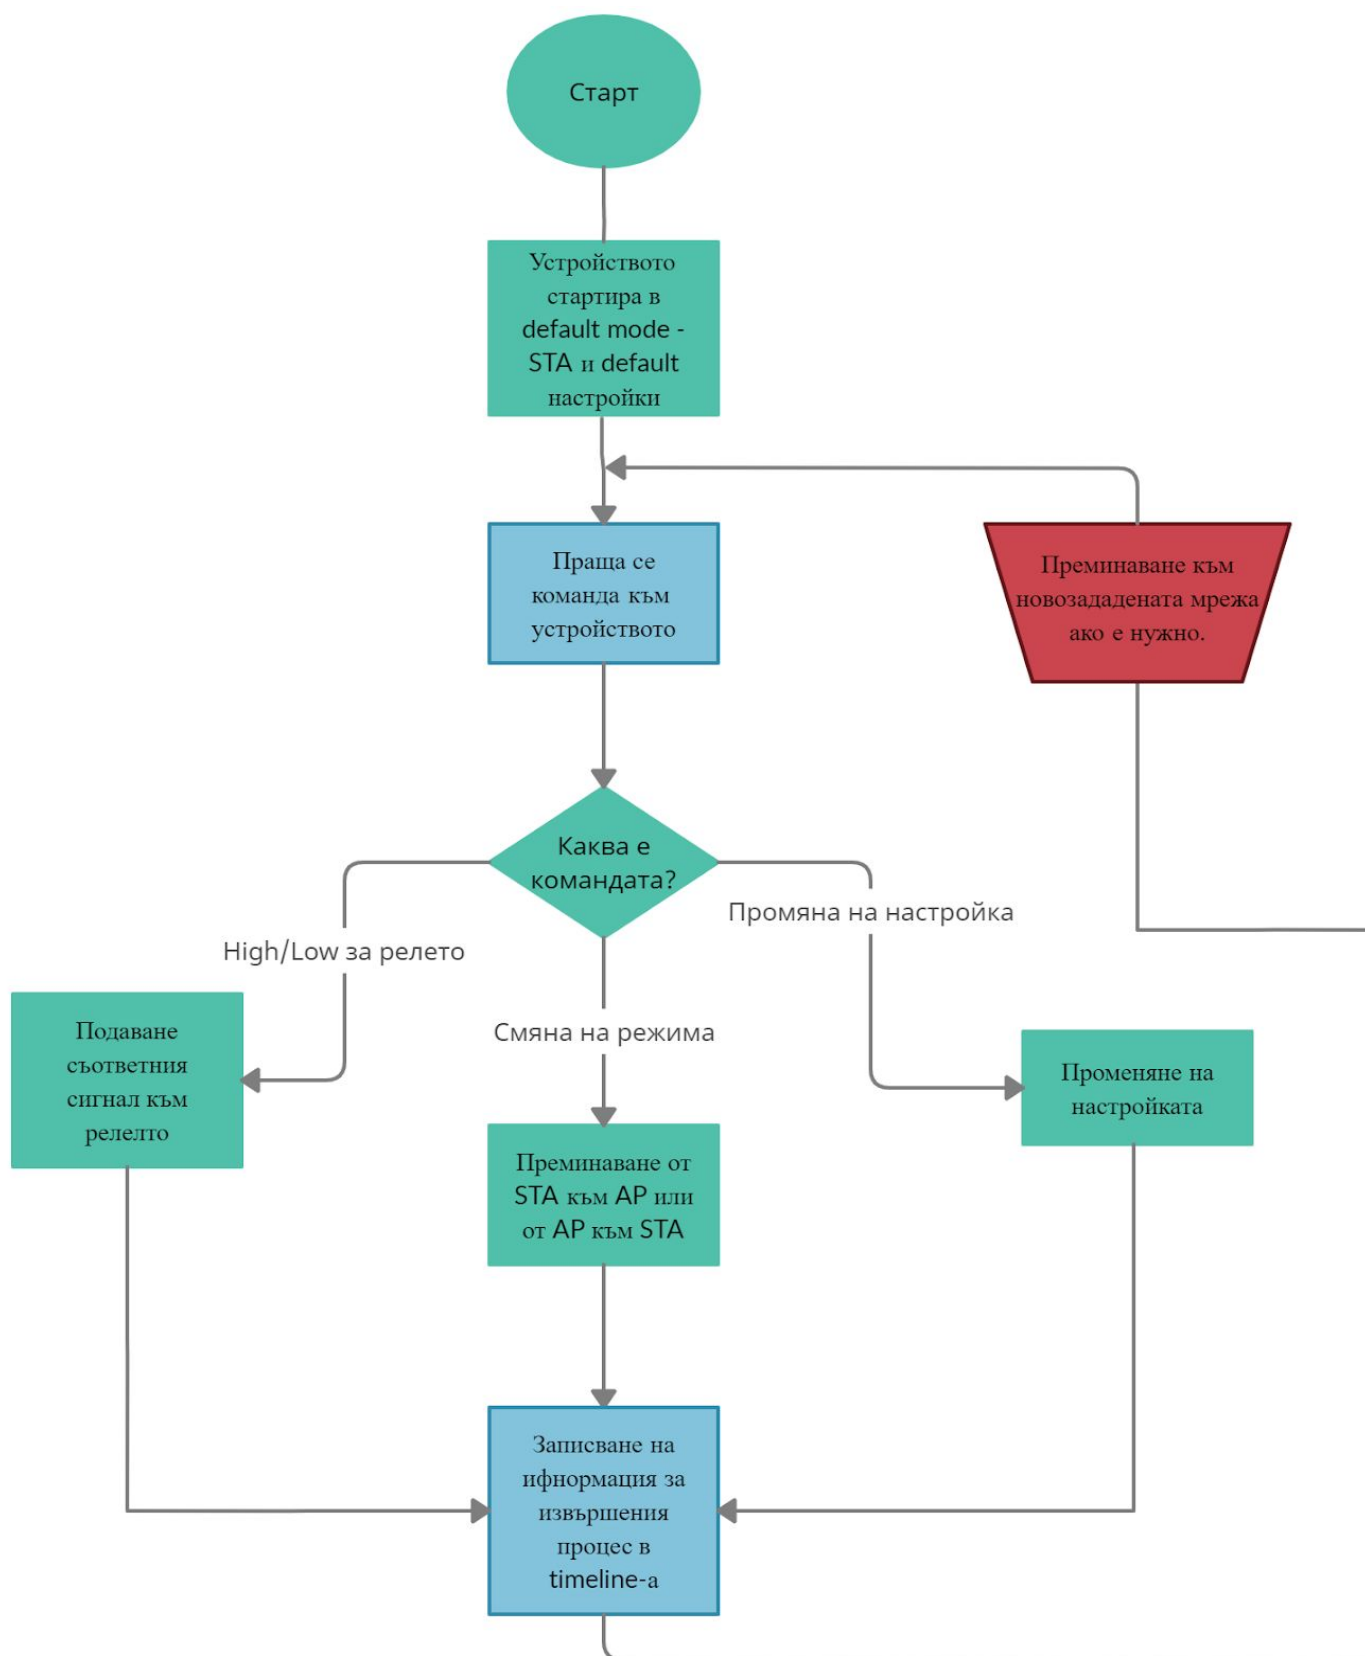 Старт
Устройството
стартира в
default mode -
STA и default
настройки
Праща се
команда към
устройството
Преминаване към
новозададената мрежа
ако е нужно.
Каква е
командата?
Промяна на настройка
High/Low за релето
Смяна на режима
Подаване
съответния
сигнал към
релелто
Променяне на
настройката
Преминаване от
STA към AP или
от AP към STA
Записване на
ифнормация за
извършения
процес в
timeline-а